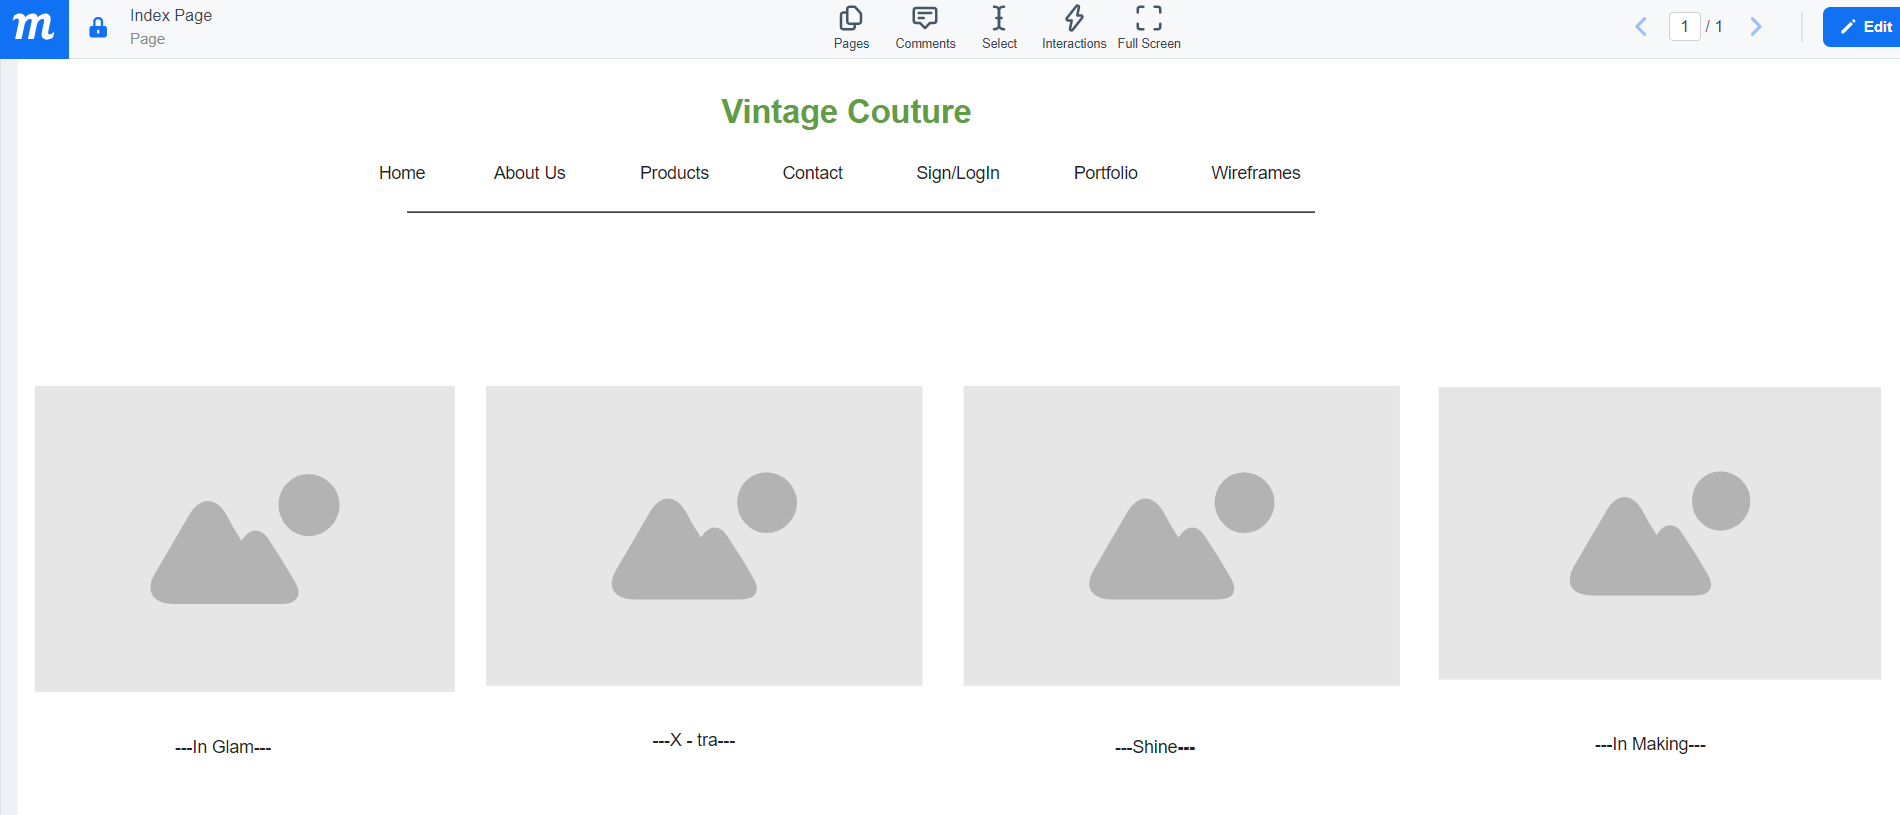 m
Index Page
Page
Pages Comments Select Interactions Full Screen
1 / 1
Edit
Vintage Couture
Home About Us Products Contact Sign/LogIn Portfolio Wireframes
---In Glam--- ---X - tra--- ---Shine--- ---In Making---